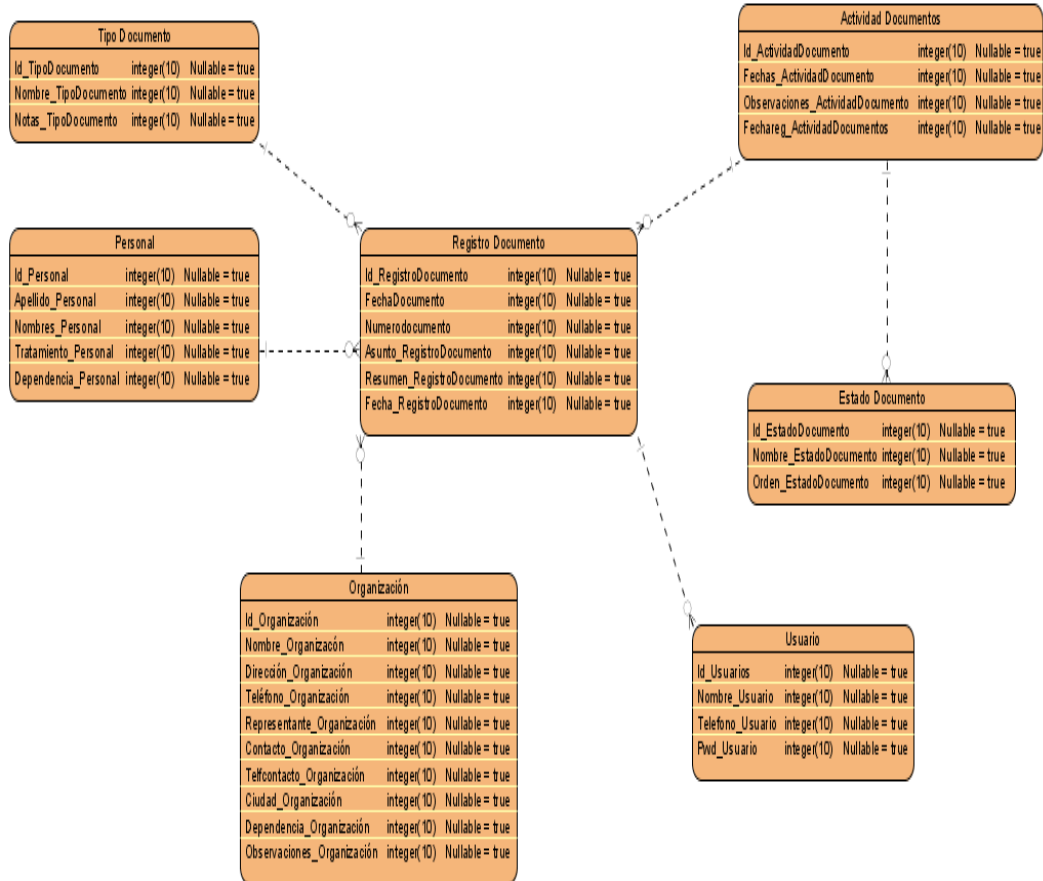 Tipo Documento
Id_TipoDocumento integer(10) Nullable = true
Nombre_TipoDocumento integer(10) Nullable = true
Notas_TipoDocumento integer(10) Nullable = true
Actividad Documentos
Id_ActividadDocumento integer(10) Nullable = true
Fechas_ActividadDocumento integer(10) Nullable = true
Observaciones_ActividadDocumento integer(10) Nullable = true
Fechareg_ActividadDocumentos integer(10) Nullable = true
Personal
Id_Personal integer(10) Nullable = true
Apellido_Personal integer(10) Nullable = true
Nombres_Personal integer(10) Nullable = true
Tratamiento_Personal integer(10) Nullable = true
Dependencia_Personal integer(10) Nullable = true
Registro Documento
Id_RegistroDocumento integer(10) Nullable = true
FechaDocumento integer(10) Nullable = true
Numerodocumento integer(10) Nullable = true
Asunto_RegistroDocumento integer(10) Nullable = true
Resumen_RegistroDocumento integer(10) Nullable = true
Fecha_RegistroDocumento integer(10) Nullable = true
Estado Documento
Id_EstadoDocumento integer(10) Nullable = true
Nombre_EstadoDocumento integer(10) Nullable = true
Orden_EstadoDocumento integer(10) Nullable = true
Organización
Id_Organización integer(10) Nullable = true
Nombre_Organizacón integer(10) Nullable = true
Dirección_Organización integer(10) Nullable = true
Teléfono_Organización integer(10) Nullable = true
Representante_Organización integer(10) Nullable = true
Contacto_Organización integer(10) Nullable = true
Telfcontacto_Organización integer(10) Nullable = true
Ciudad_Organización integer(10) Nullable = true
Dependencia_Organización integer(10) Nullable = true
Observaciones_Organización integer(10) Nullable = true
Usuario
Id_Usuarios integer(10) Nullable = true
Nombre_Usuario integer(10) Nullable = true
Telefono_Usuario integer(10) Nullable = true
Pwd_Usuario integer(10) Nullable = true